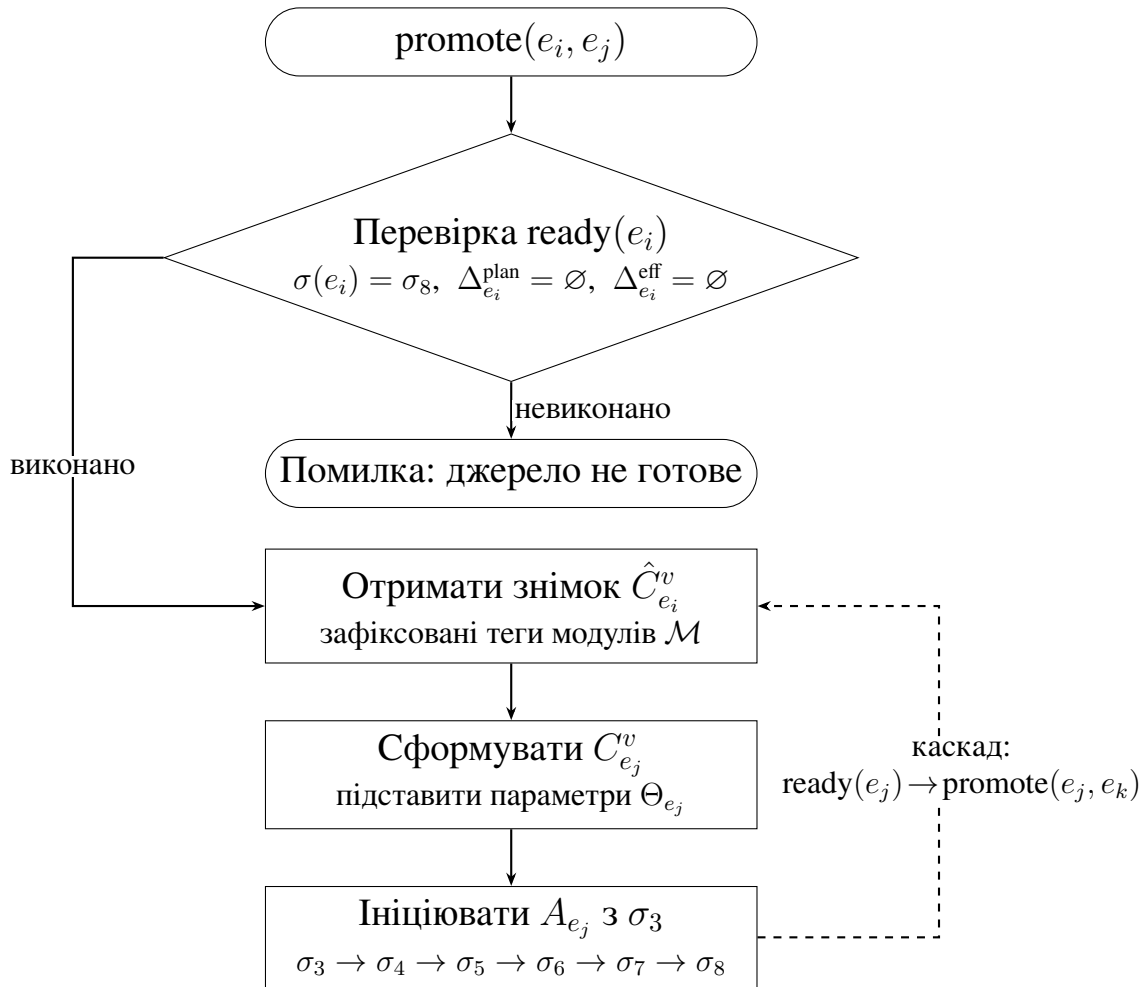 promote(e_i, e_j)
Перевірка ready(e_i)
σ(e_i) = σ_8, Δ^plan_{e_i} = ∅, Δ^eff_{e_i} = ∅
невиконано
виконано
Помилка: джерело не готове
Отримати знімок Ĉ^v_{e_i}
зафіксовані теги модулів ℳ
Сформувати C^v_{e_j}
підставити параметри Θ_{e_j}
каскад:
ready(e_j)→promote(e_j, e_k)
Ініціювати A_{e_j} з σ_3
σ_3 → σ_4 → σ_5 → σ_6 → σ_7 → σ_8